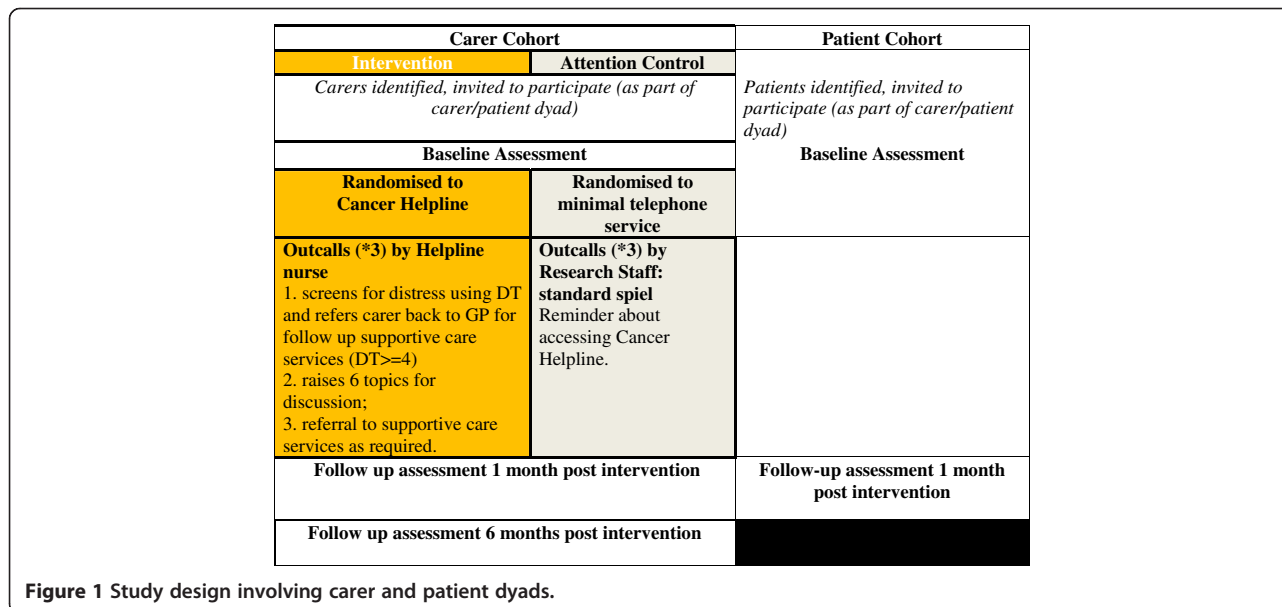 Carer Cohort
Patient Cohort
Intervention
Attention Control
Carers identified, invited to participate (as part of
carer/patient dyad)
Patients identified, invited to
participate (as part of carer/patient
dyad)
Baseline Assessment
Baseline Assessment
Randomised to
Cancer Helpline
Randomised to
minimal telephone
service
Outcalls (*3) by Helpline
nurse
1. screens for distress using DT
and refers carer back to GP for
follow up supportive care
services (DT>=4)
2. raises 6 topics for
discussion;
3. referral to supportive care
services as required.
Outcalls (*3) by
Research Staff:
standard spiel
Reminder about
accessing Cancer
Helpline.
Follow up assessment 1 month post intervention
Follow-up assessment 1 month
post intervention
Follow up assessment 6 months post intervention
Figure 1 Study design involving carer and patient dyads.